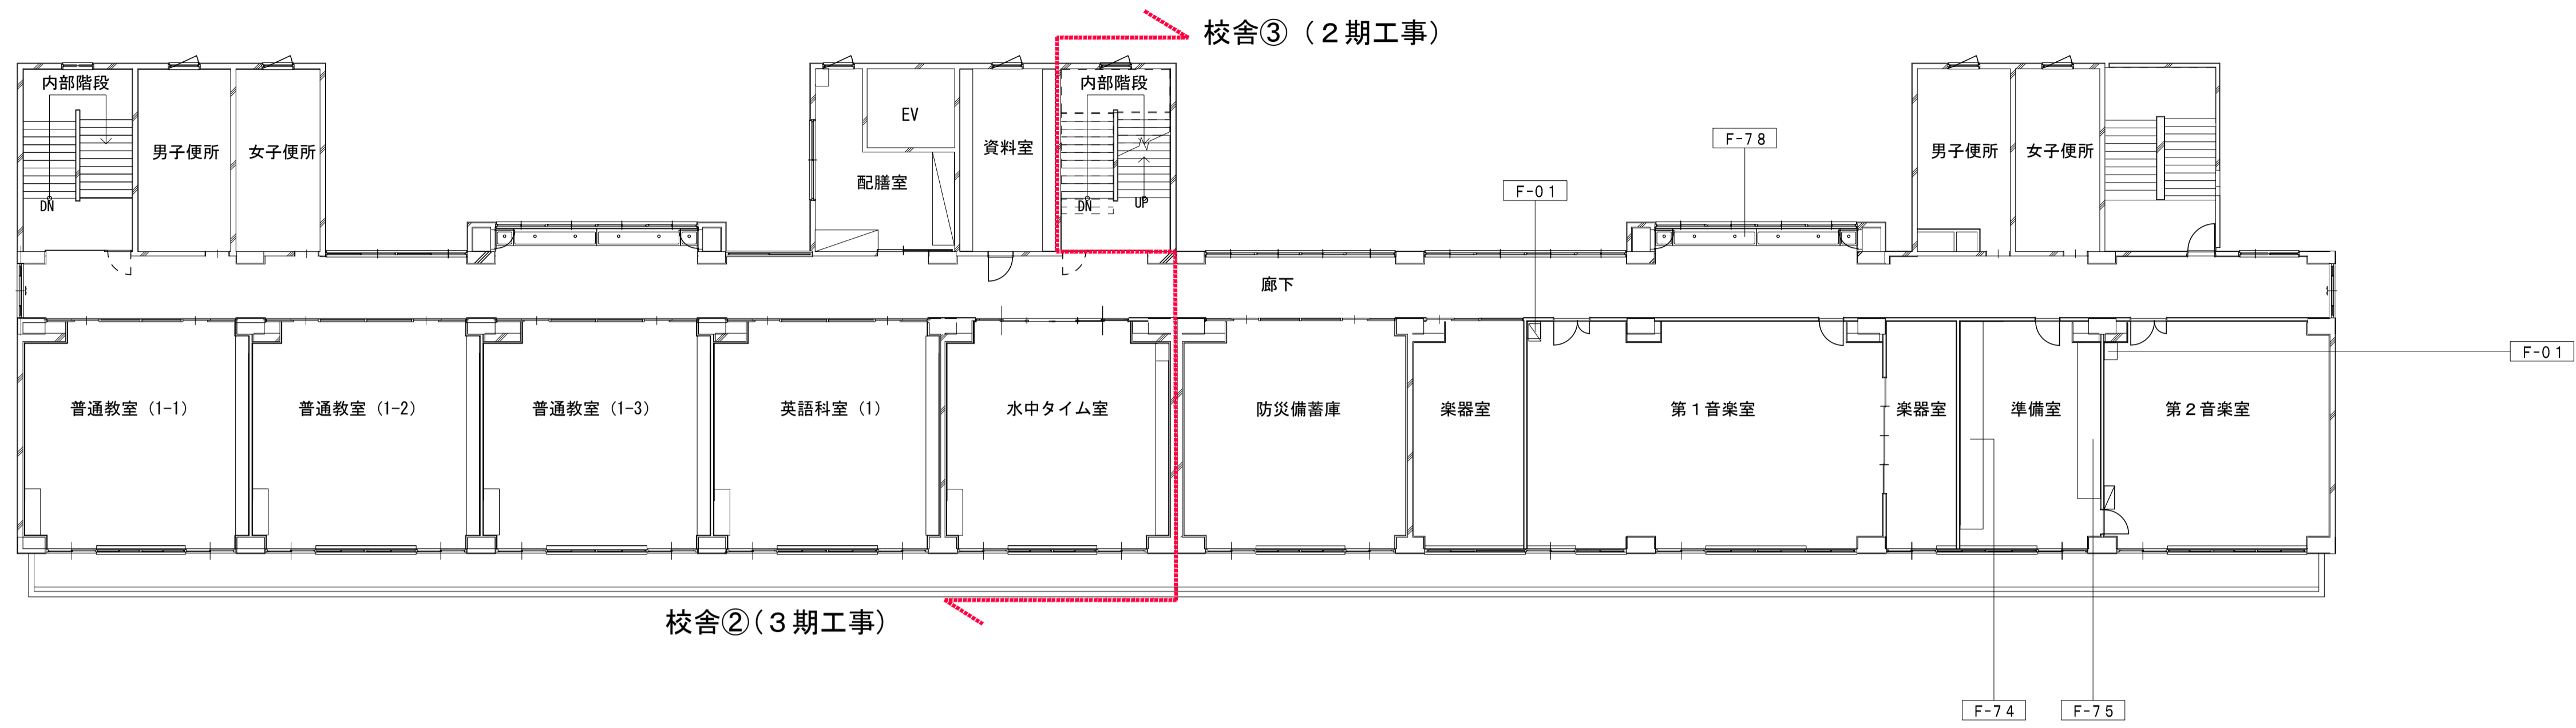 校舎③（２期工事）
内部階段
内部階段
EV
F-７８
男子便所
女子便所
資料室
男子便所
女子便所
配膳室
F-０１
DN
DN
UP
廊下
F-０１
普通教室（1-1）
普通教室（1-2）
普通教室（1-3）
英語科室（1）
水中タイム室
防災備蓄庫
楽器室
第１音楽室
楽器室
準備室
第２音楽室
校舎②(３期工事)
F-７４
F-７５